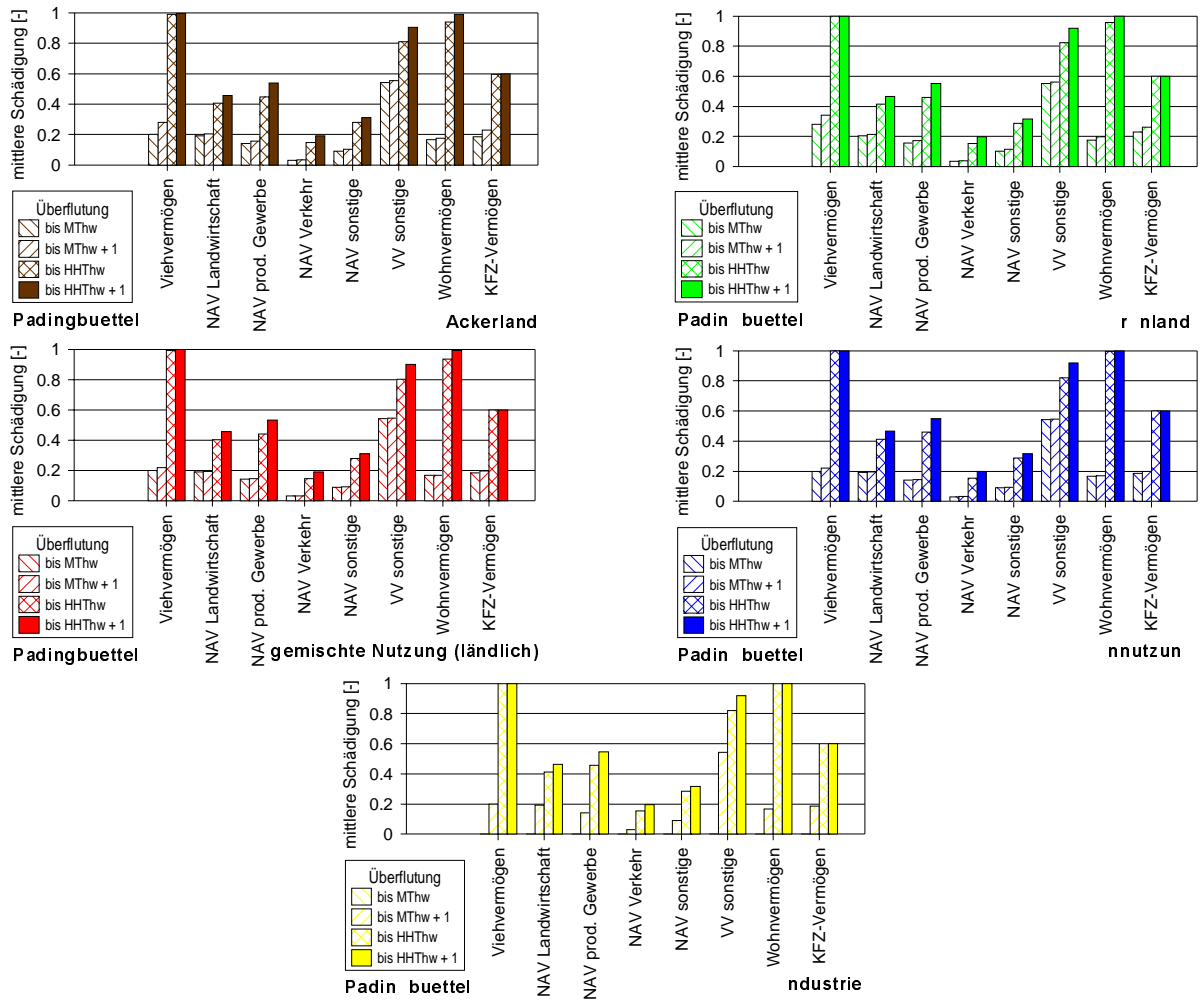 mittlere Schädigung [-]
1
0.8
0.6
0.4
0.2
0
Viehvermögen
NAV Landwirtschaft
NAV prod. Gewerbe
NAV Verkehr
NAV sonstige
VV sonstige
Wohnvermögen
KFZ-Vermögen
Überflutung
bis MThw
bis MThw + 1
bis HHThw
bis HHThw + 1
Padingbuettel
Ackerland
mittlere Schädigung [-]
1
0.8
0.6
0.4
0.2
0
Viehvermögen
NAV Landwirtschaft
NAV prod. Gewerbe
NAV Verkehr
NAV sonstige
VV sonstige
Wohnvermögen
KFZ-Vermögen
Überflutung
bis MThw
bis MThw + 1
bis HHThw
bis HHThw + 1
Padin buettel
r nland
mittlere Schädigung [-]
1
0.8
0.6
0.4
0.2
0
Viehvermögen
NAV Landwirtschaft
NAV prod. Gewerbe
NAV Verkehr
NAV sonstige
VV sonstige
Wohnvermögen
KFZ-Vermögen
Überflutung
bis MThw
bis MThw + 1
bis HHThw
bis HHThw + 1
Padingbuettel
gemischte Nutzung (ländlich)
mittlere Schädigung [-]
1
0.8
0.6
0.4
0.2
0
Viehvermögen
NAV Landwirtschaft
NAV prod. Gewerbe
NAV Verkehr
NAV sonstige
VV sonstige
Wohnvermögen
KFZ-Vermögen
Überflutung
bis MThw
bis MThw + 1
bis HHThw
bis HHThw + 1
Padin buettel
nnutzun
mittlere Schädigung [-]
1
0.8
0.6
0.4
0.2
0
Viehvermögen
NAV Landwirtschaft
NAV prod. Gewerbe
NAV Verkehr
NAV sonstige
VV sonstige
Wohnvermögen
KFZ-Vermögen
Überflutung
bis MThw
bis MThw + 1
bis HHThw
bis HHThw + 1
Padin buettel
ndustrie